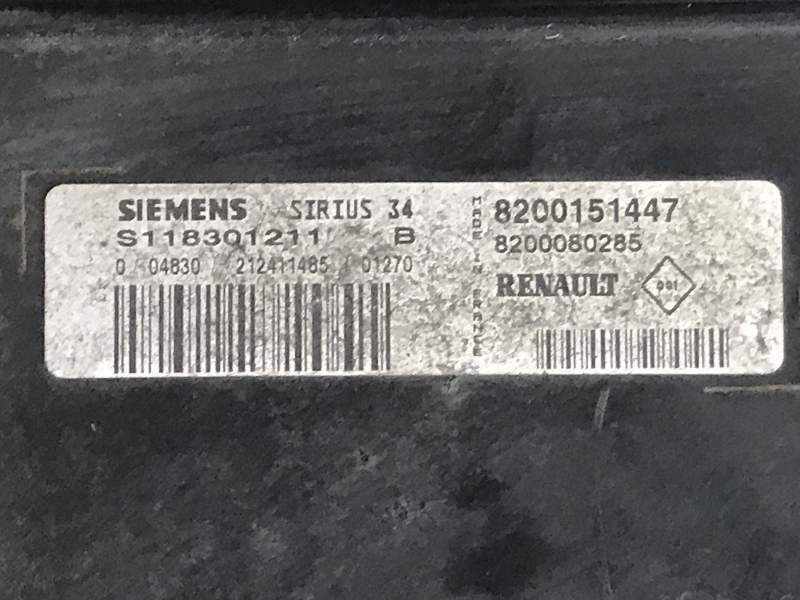 SIEMENS SIRIUS 34
S118301211 B
0 04830 212411485 01270
MADE IN FRANCE
8200151447
8200080285
RENAULT